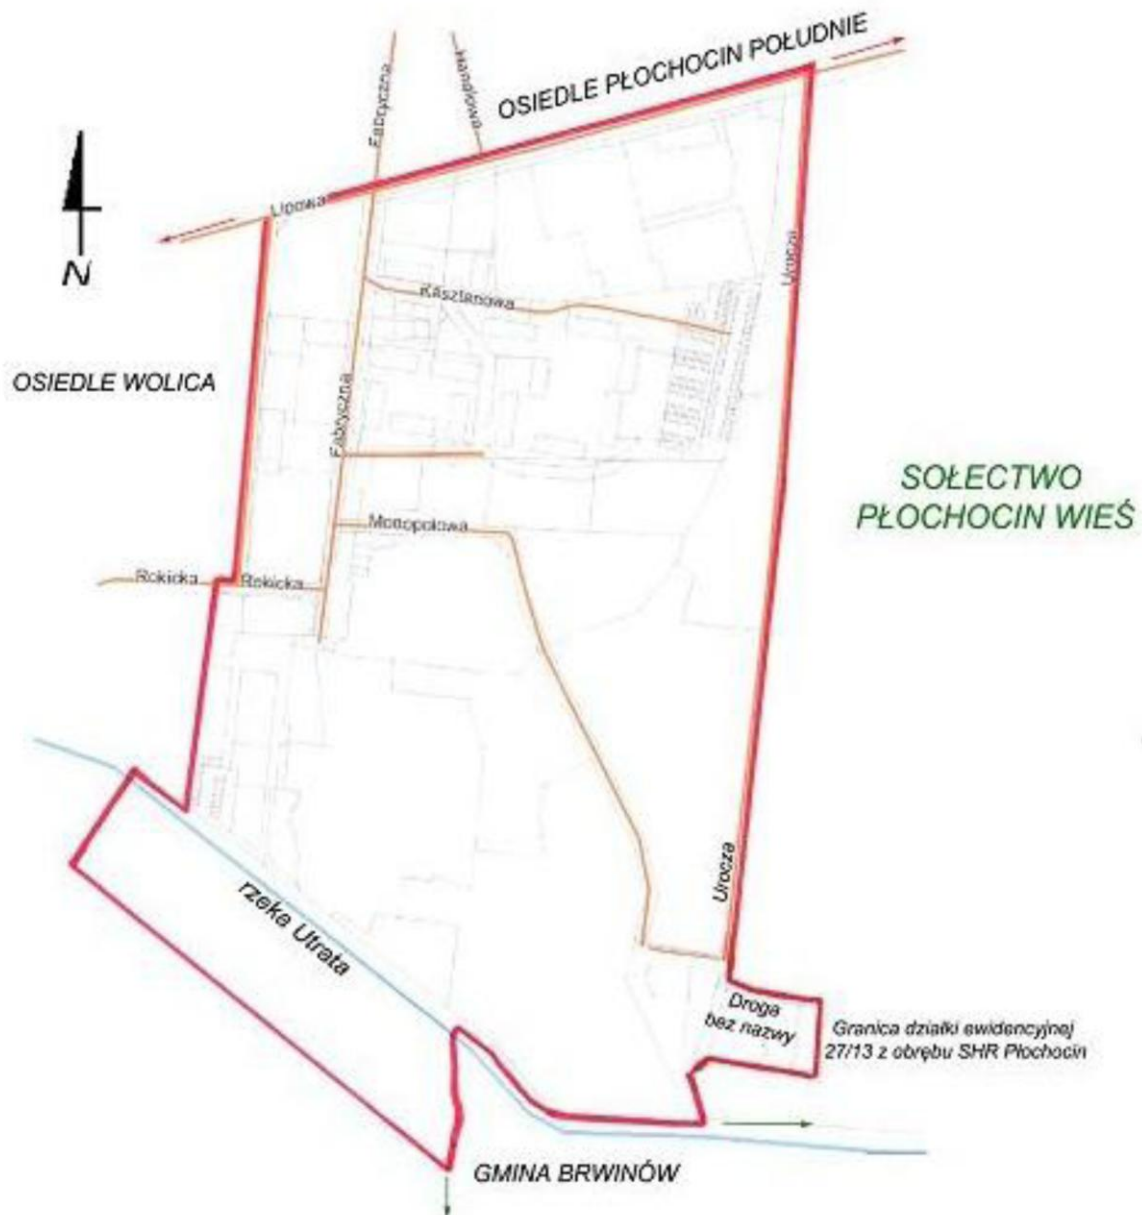 OSIEDLE PŁOCHOCIN POŁUDNIE
Fabryczna
Lipowa
N
Urocza
Kasztanowa
OSIEDLE WOLICA
Fabryczna
SOŁECTWO
PŁOCHOCIN WIEŚ
Monopolowa
Rokicka
Rokicka
Urocza
rzeka Utrata
Droga
bez nazwy
Granica działki ewidencyjnej
27/13 z obrębu SHR Płochocin
GMINA BRWINÓW